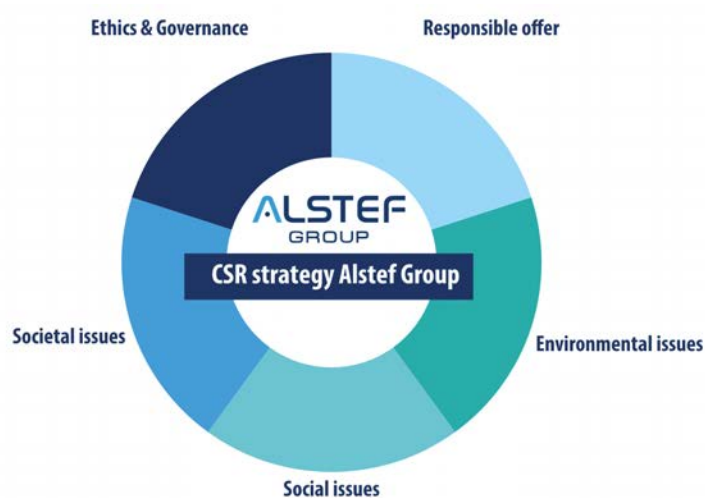 Ethics & Governance
Responsible offer
ALSTEF
GROUP
CSR strategy Alstef Group
Societal issues
Environmental issues
Social issues